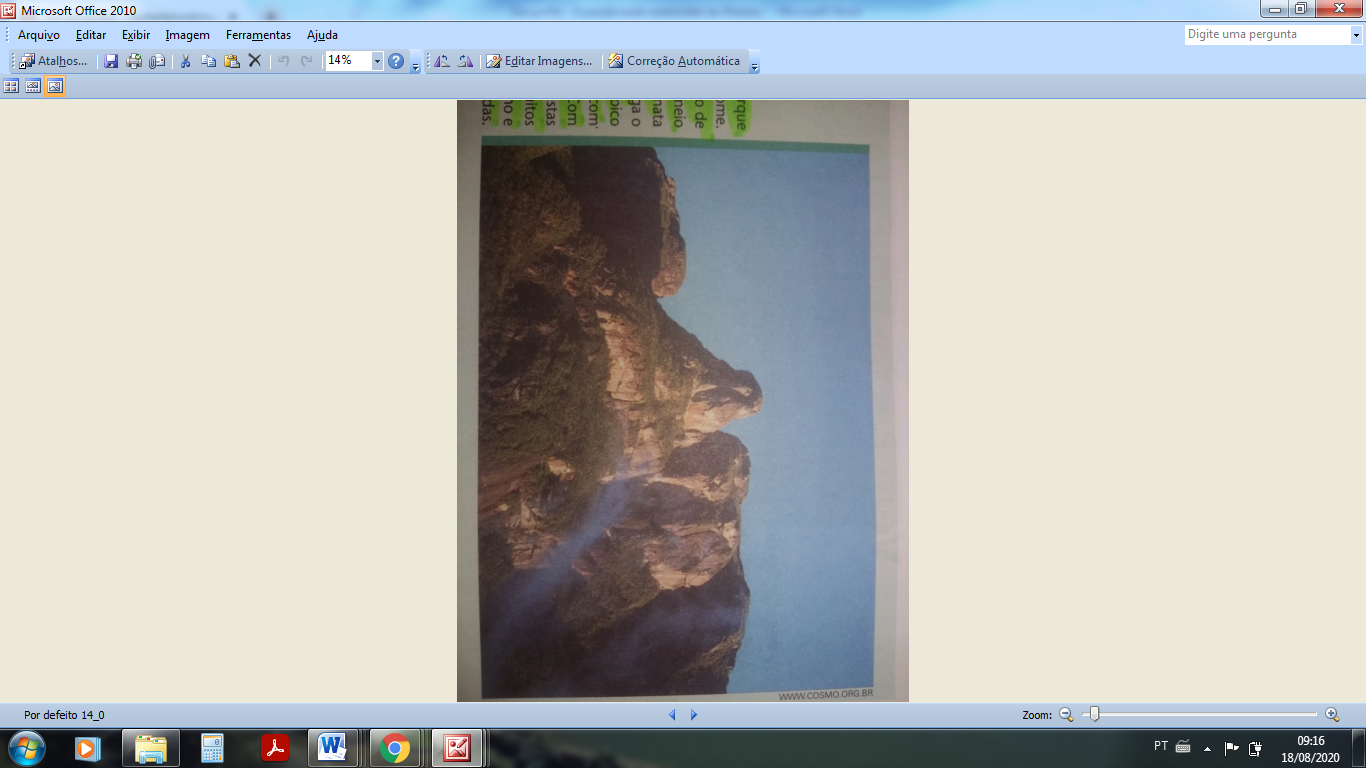 Microsoft Office 2010
Arquivo Editar Exibir Imagem Ferramentas Ajuda
Digite uma pergunta
Atalhos... 14% Editar Imagens... Correção Automática
rque
ome.
o de
neio
nata
ga o
pico
com'
Com
stas
itos
no e
das.
WWW.COSMO.ORG.BR
Por defeito 14_0
Zoom:
PT
09:16
18/08/2020